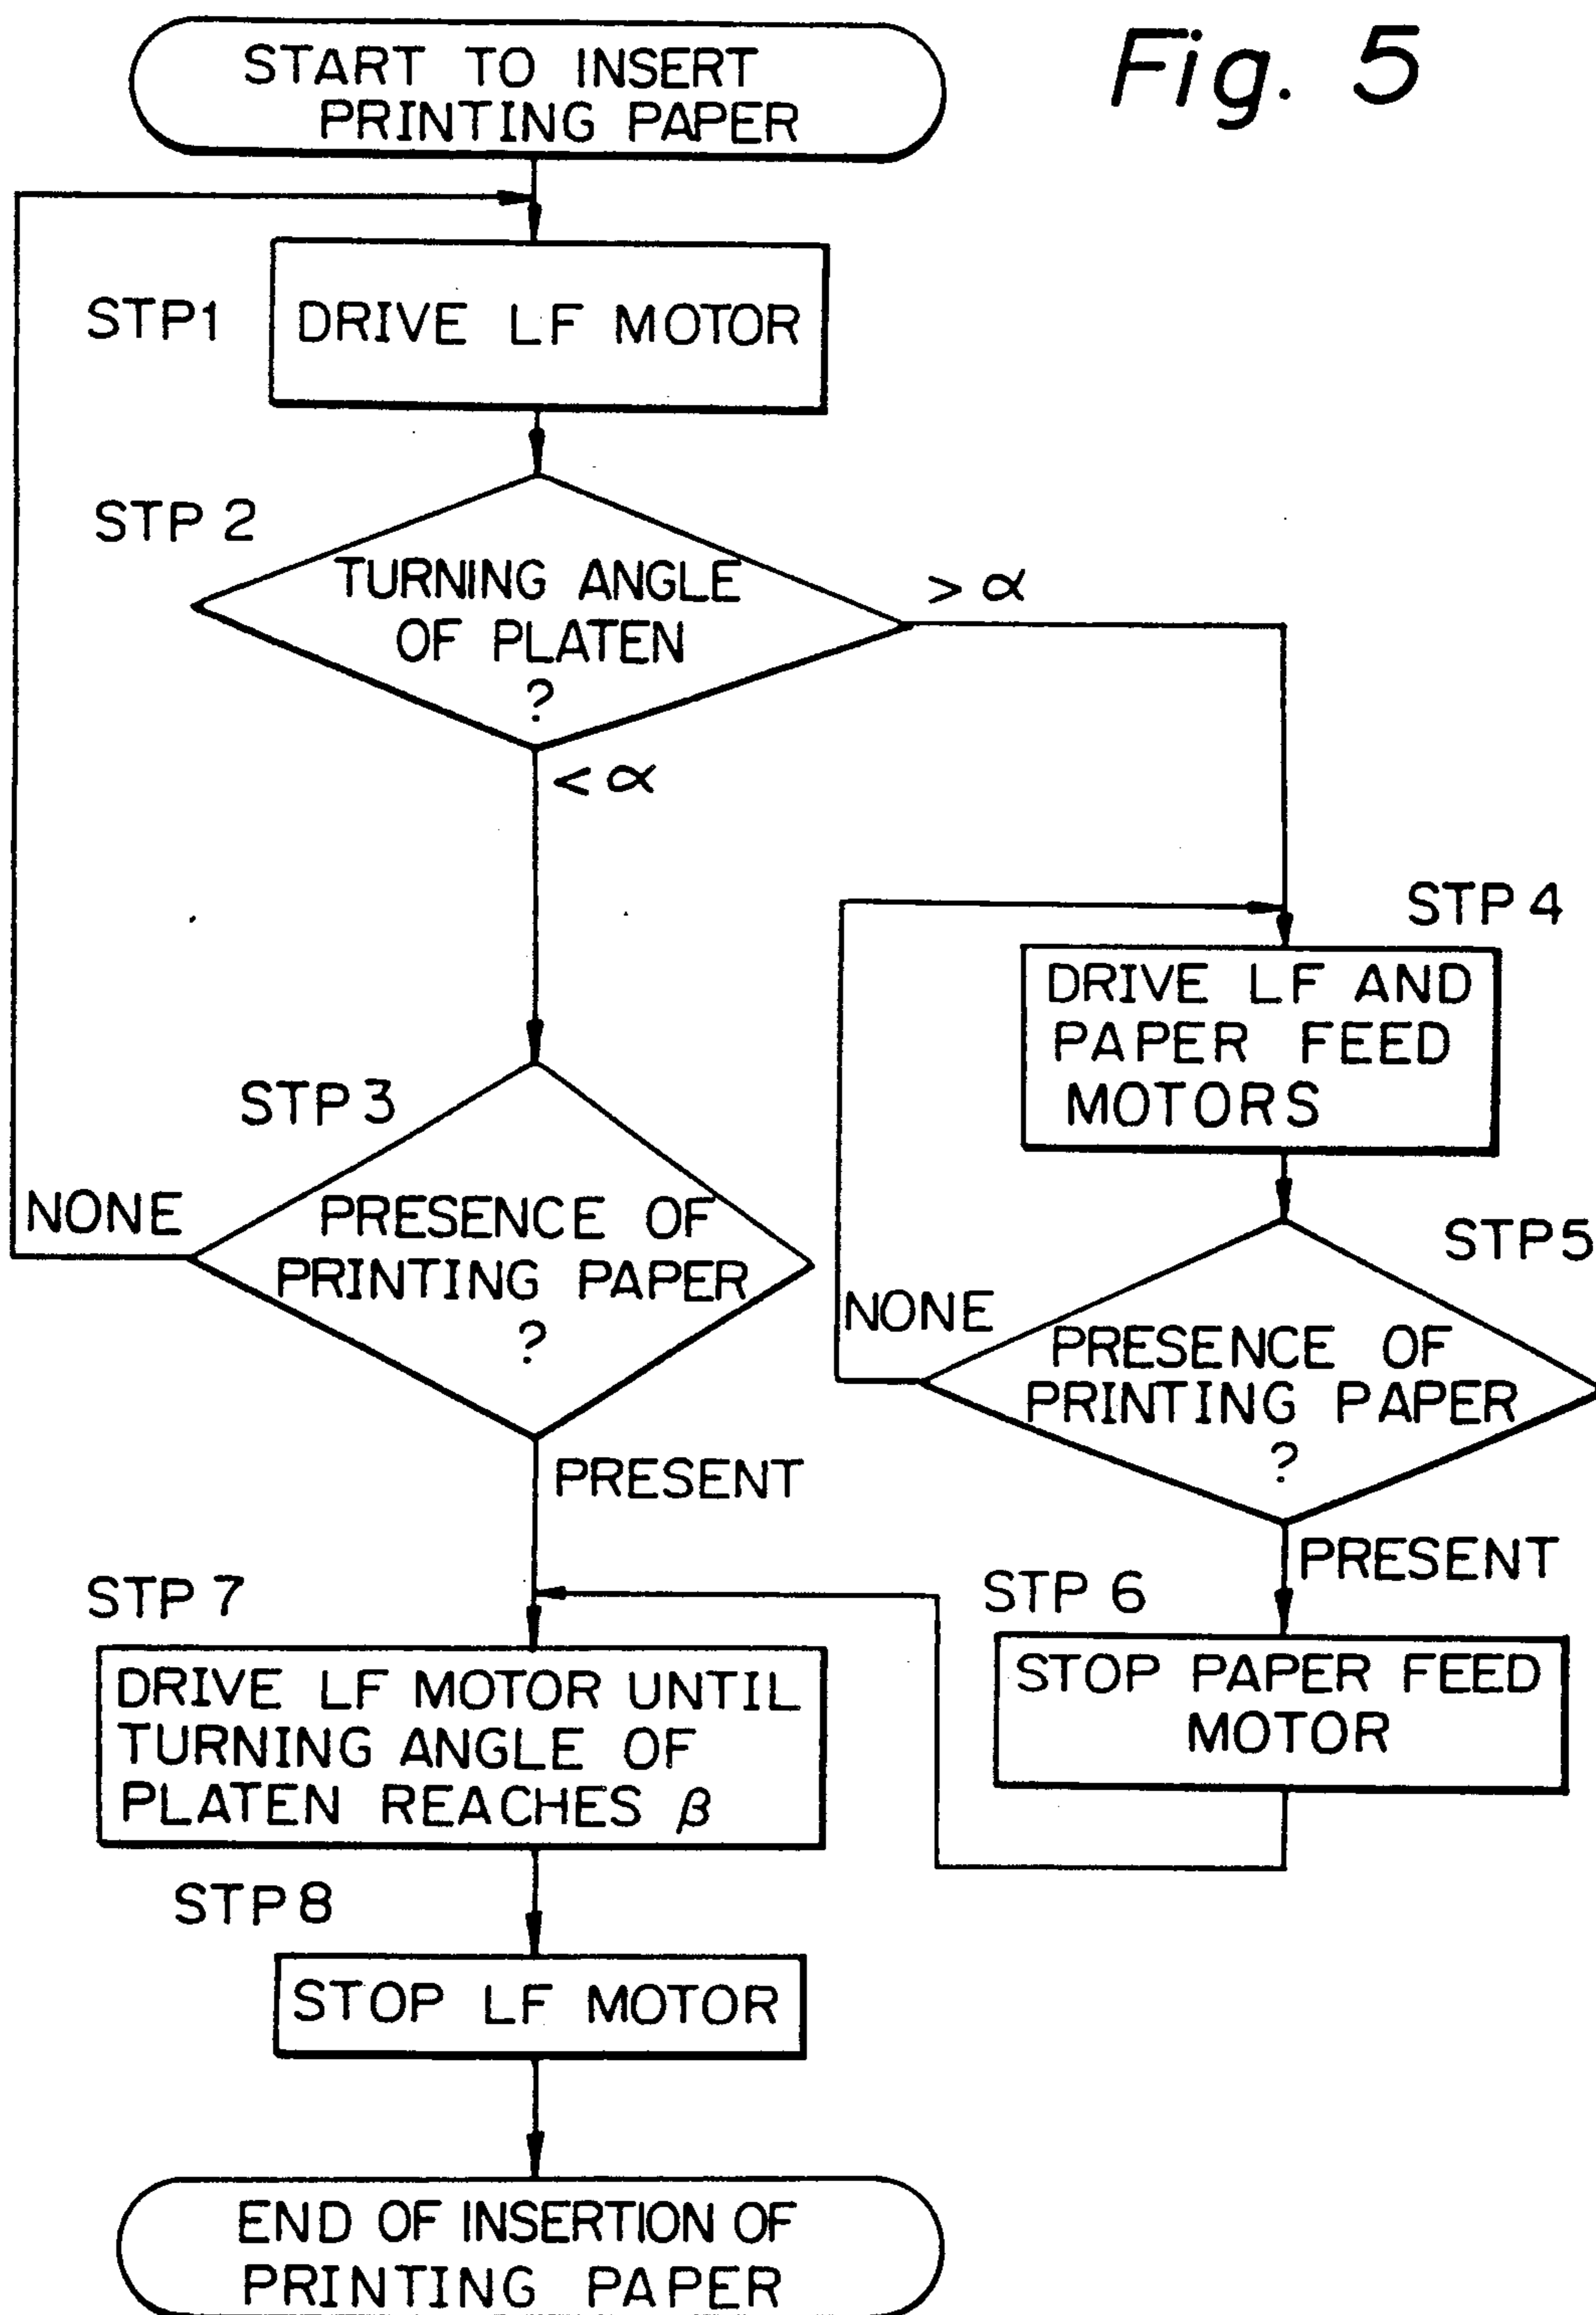 Fig. 5
START TO INSERT
PRINTING PAPER
STP1
DRIVE LF MOTOR
STP 2
TURNING ANGLE
OF PLATEN
?
> α
< α
STP 3
PRESENCE OF
PRINTING PAPER
?
NONE
PRESENT
STP 4
DRIVE LF AND
PAPER FEED
MOTORS
STP5
PRESENCE OF
PRINTING PAPER
?
NONE
PRESENT
STP 6
STOP PAPER FEED
MOTOR
STP 7
DRIVE LF MOTOR UNTIL
TURNING ANGLE OF
PLATEN REACHES β
STP8
STOP LF MOTOR
END OF INSERTION OF
PRINTING PAPER